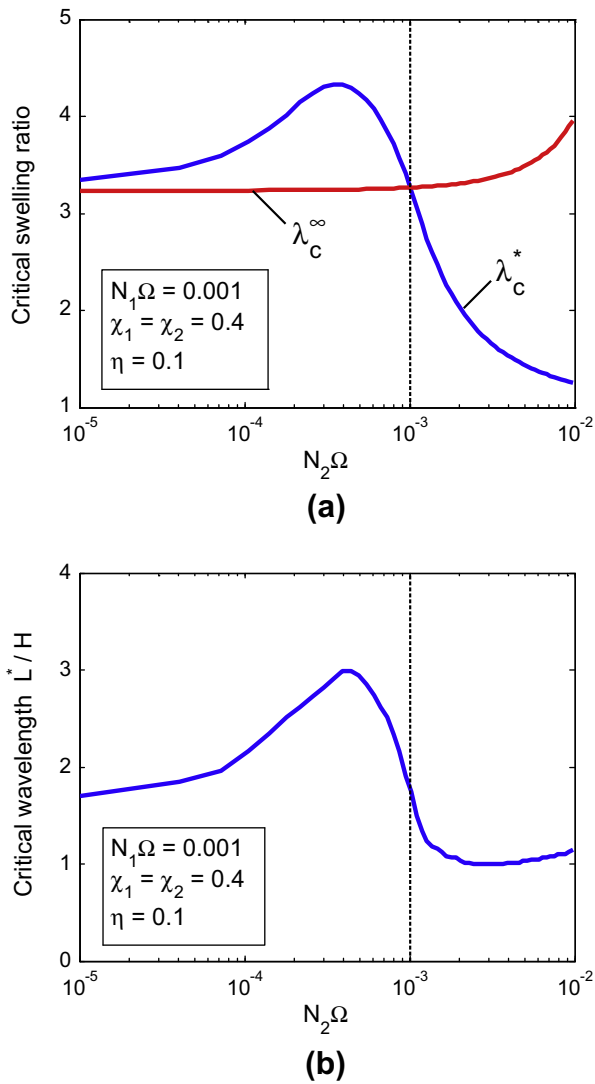 5
4
3
2
1
Critical swelling ratio
λc∞
λc*
N1Ω = 0.001
χ1 = χ2 = 0.4
η = 0.1
10-5
10-4
10-3
10-2
N2Ω
(a)
4
3
2
1
0
Critical wavelength L* / H
N1Ω = 0.001
χ1 = χ2 = 0.4
η = 0.1
10-5
10-4
10-3
10-2
N2Ω
(b)